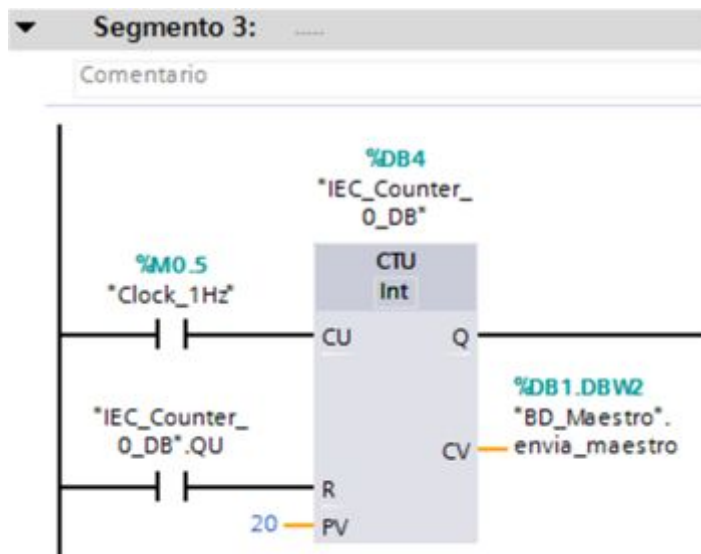 Segmento 3: .....
Comentario
%DB4
"IEC_Counter_
0_DB"
%M0.5
"Clock_1Hz"
CTU
Int
CU
Q
%DB1.DBW2
"BD_Maestro".
envia_maestro
CV
"IEC_Counter_
0_DB".QU
R
20
PV